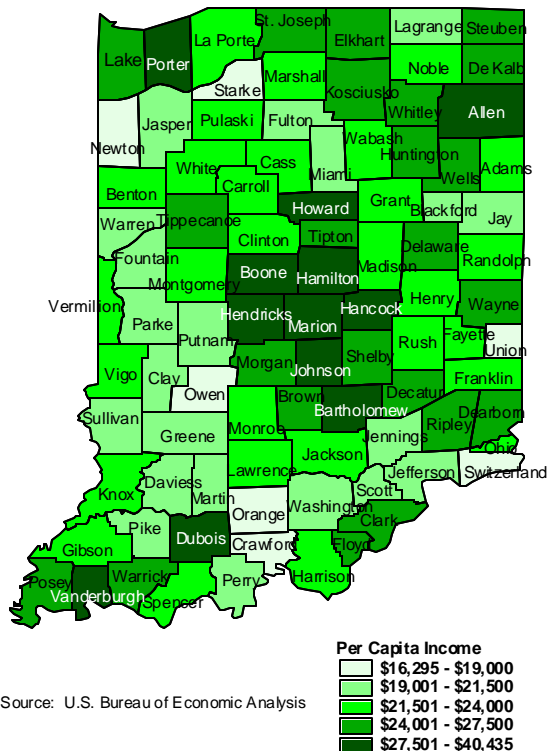 St. Joseph
Lagrange
Steuben
La Porte
Elkhart
Lake
Porter
Noble
De Kalb
Marshall
Starke
Kosciusko
Whitley
Allen
Jasper
Pulaski
Fulton
Newton
Wabash
Huntington
White
Cass
Miami
Wells
Adams
Benton
Carroll
Grant
Howard
Blackford
Jay
Warren
Tippecanoe
Clinton
Tipton
Delaware
Randolph
Fountain
Boone
Hamilton
Madison
Montgomery
Henry
Wayne
Vermilion
Hendricks
Hancock
Parke
Marion
Putnam
Rush
Fayette
Union
Morgan
Shelby
Johnson
Vigo
Clay
Franklin
Owen
Brown
Decatur
Bartholomew
Dearborn
Sullivan
Monroe
Ripley
Greene
Jennings
Jackson
Ohio
Lawrence
Jefferson
Switzerland
Daviess
Knox
Martin
Scott
Orange
Washington
Clark
Pike
Dubois
Crawford
Floyd
Gibson
Harrison
Posey
Warrick
Perry
Vanderburgh
Spencer
Per Capita Income
$16,295 - $19,000
$19,001 - $21,500
$21,501 - $24,000
$24,001 - $27,500
$27,501 - $40,435
Source: U.S. Bureau of Economic Analysis